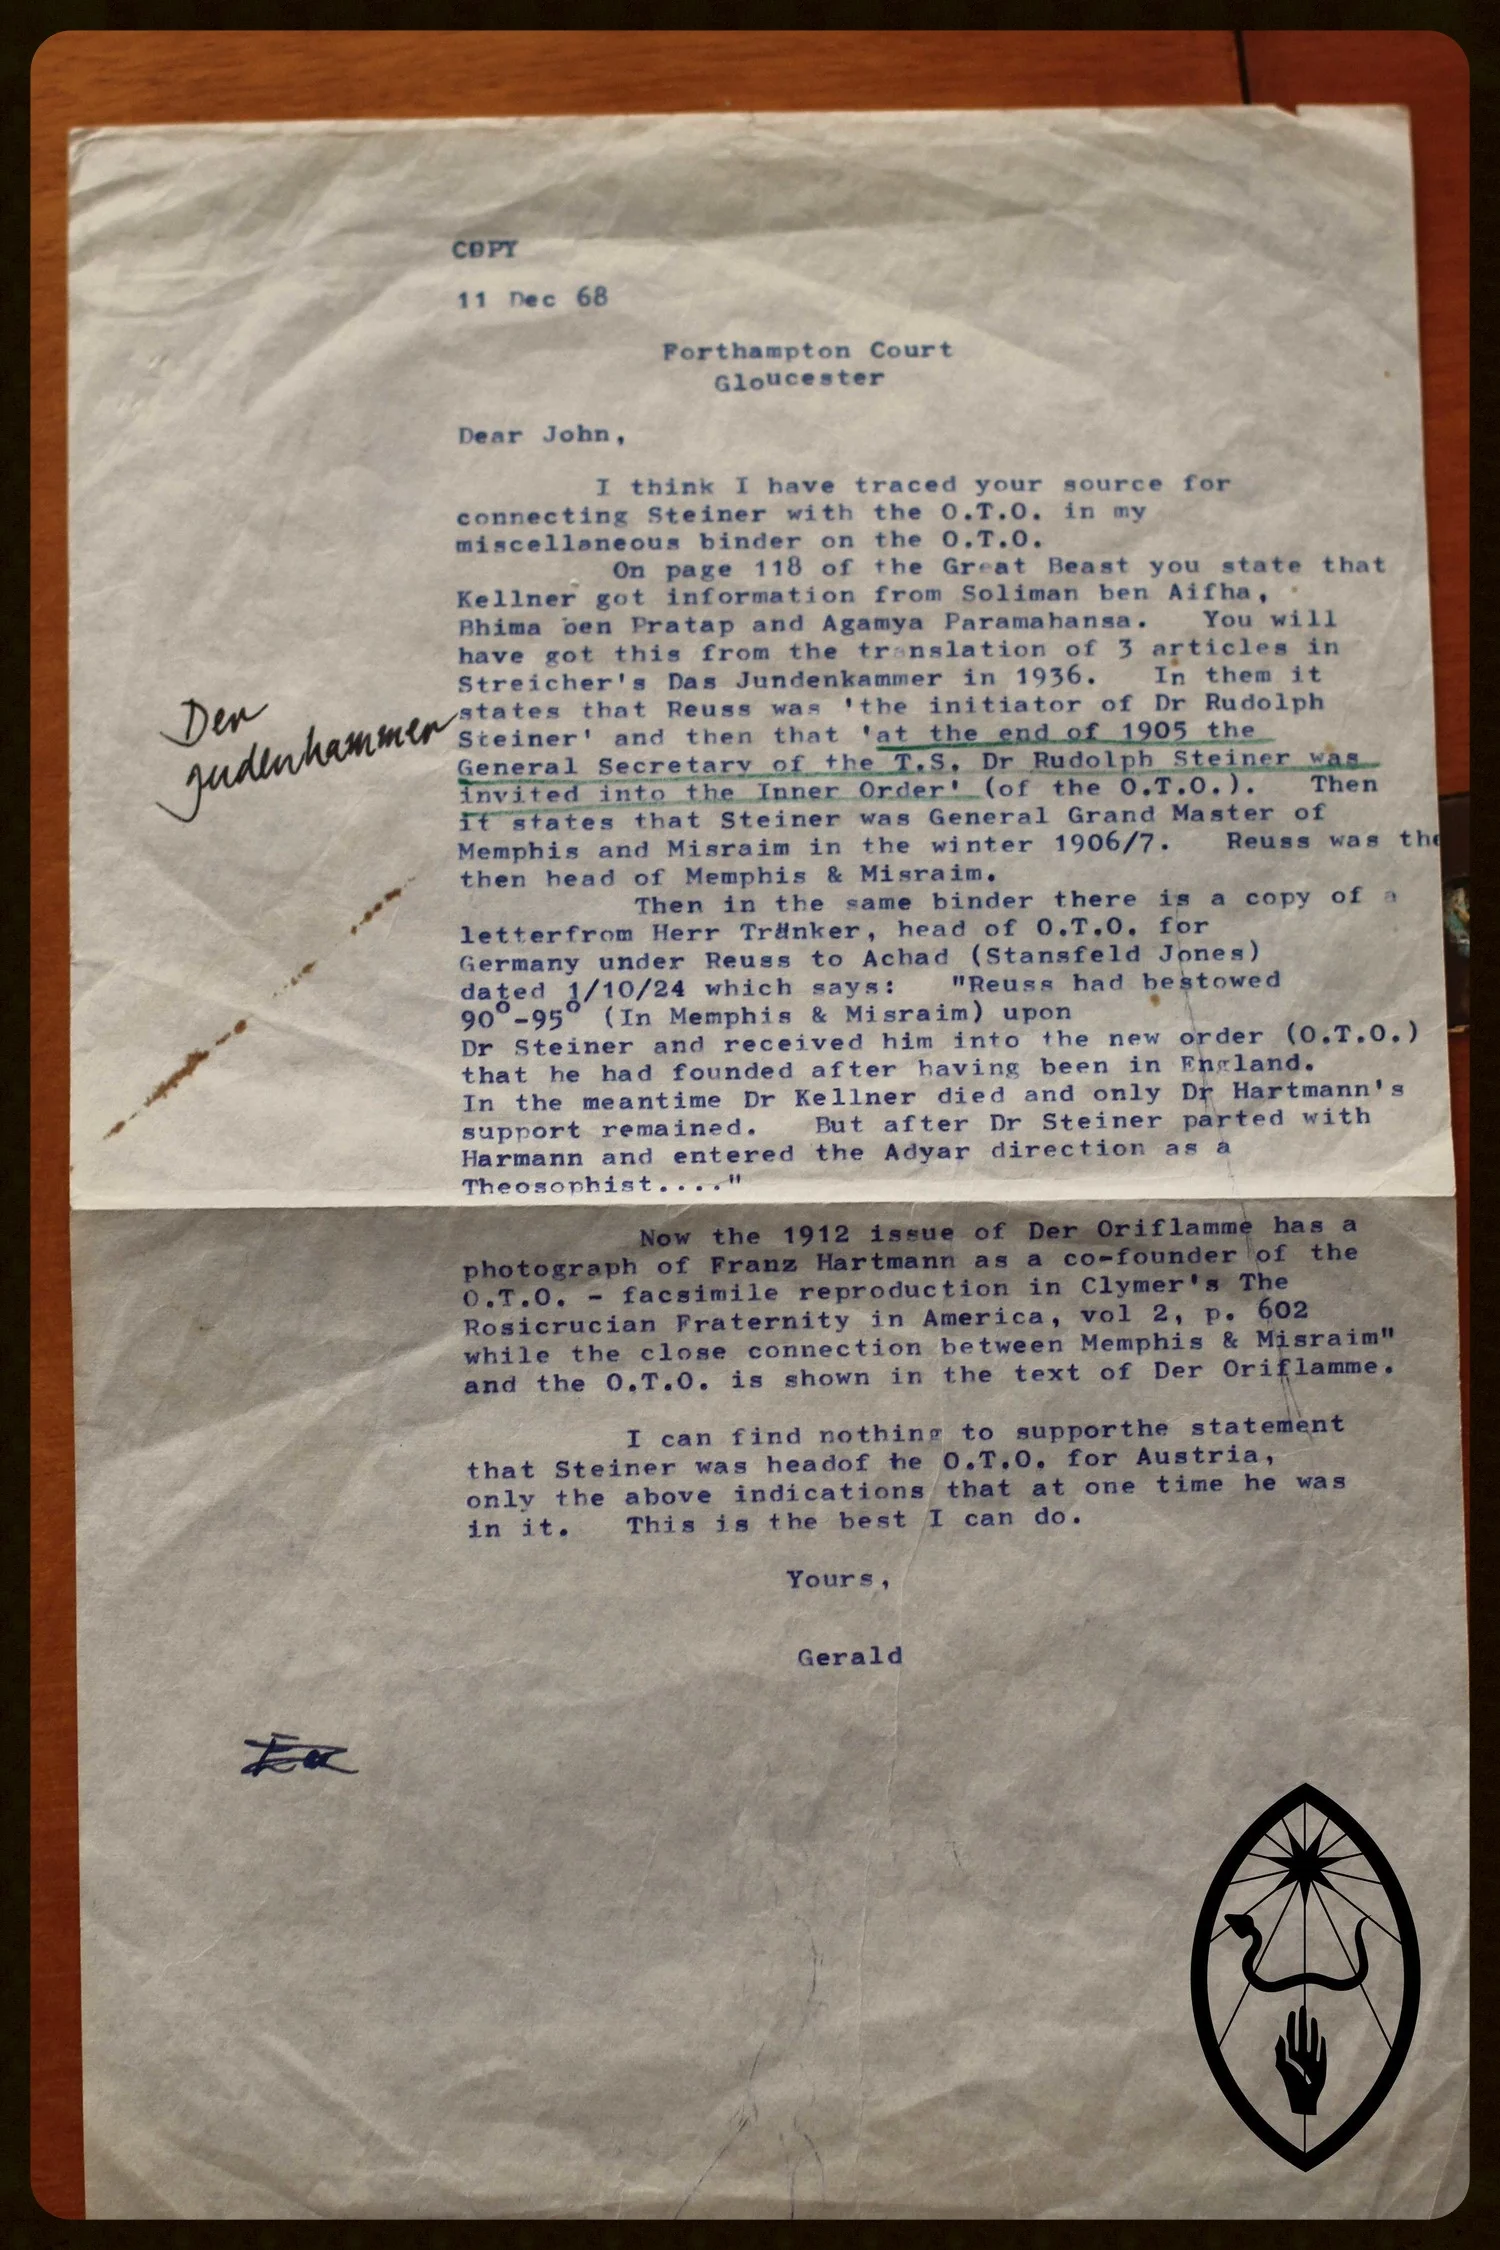 COPY
11 Dec 68
Forthampton Court
Gloucester
Dear John,
I think I have traced your source for
connecting Steiner with the O.T.O. in my
miscellaneous binder on the O.T.O.
On page 118 of the Great Beast you state that
Kellner got information from Soliman ben Aifha,
Bhima ben Pratap and Agamya Paramahansa. You will
have got this from the translation of 3 articles in
Streicher's Das Jundenkammer in 1936. In them it
Der
Judenhammer
states that Reuss was 'the initiator of Dr Rudolph
Steiner' and then that 'at the end of 1905 the
General Secretary of the T.S. Dr Rudolph Steiner was
invited into the Inner Order' (of the O.T.O.). Then
it states that Steiner was General Grand Master of
Memphis and Misraim in the winter 1906/7. Reuss was the
then head of Memphis & Misraim.
Then in the same binder there is a copy of a
letterfrom Herr Tränker, head of O.T.O. for
Germany under Reuss to Achad (Stansfeld Jones)
dated 1/10/24 which says: "Reuss had bestowed
90°-95° (In Memphis & Misraim) upon
Dr Steiner and received him into the new order (O.T.O.)
that he had founded after having been in England.
In the meantime Dr Kellner died and only Dr Hartmann's
support remained. But after Dr Steiner parted with
Harmann and entered the Adyar direction as a
Theosophist...."
Now the 1912 issue of Der Oriflamme has a
photograph of Franz Hartmann as a co-founder of the
O.T.O. - facsimile reproduction in Clymer's The
Rosicrucian Fraternity in America, vol 2, p. 602
while the close connection between Memphis & Misraim"
and the O.T.O. is shown in the text of Der Oriflamme.
I can find nothing to supporthe statement
that Steiner was headof he O.T.O. for Austria,
only the above indications that at one time he was
in it. This is the best I can do.
Yours,
Gerald